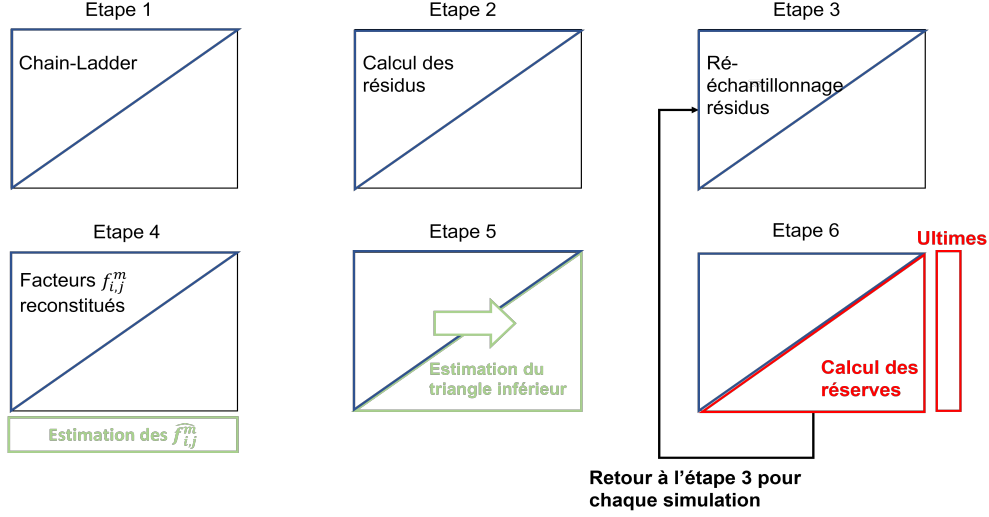 Etape 1
Chain-Ladder
Etape 2
Calcul des
résidus
Etape 3
Ré-
échantillonnage
résidus
Etape 4
Facteurs $f_{i,j}^{m}$
reconstitués
Estimation des $\widehat{f_{i,j}^{m}}$
Etape 5
Estimation du
triangle inférieur
Etape 6
Ultimes
Calcul des
réserves
Retour à l’étape 3 pour
chaque simulation